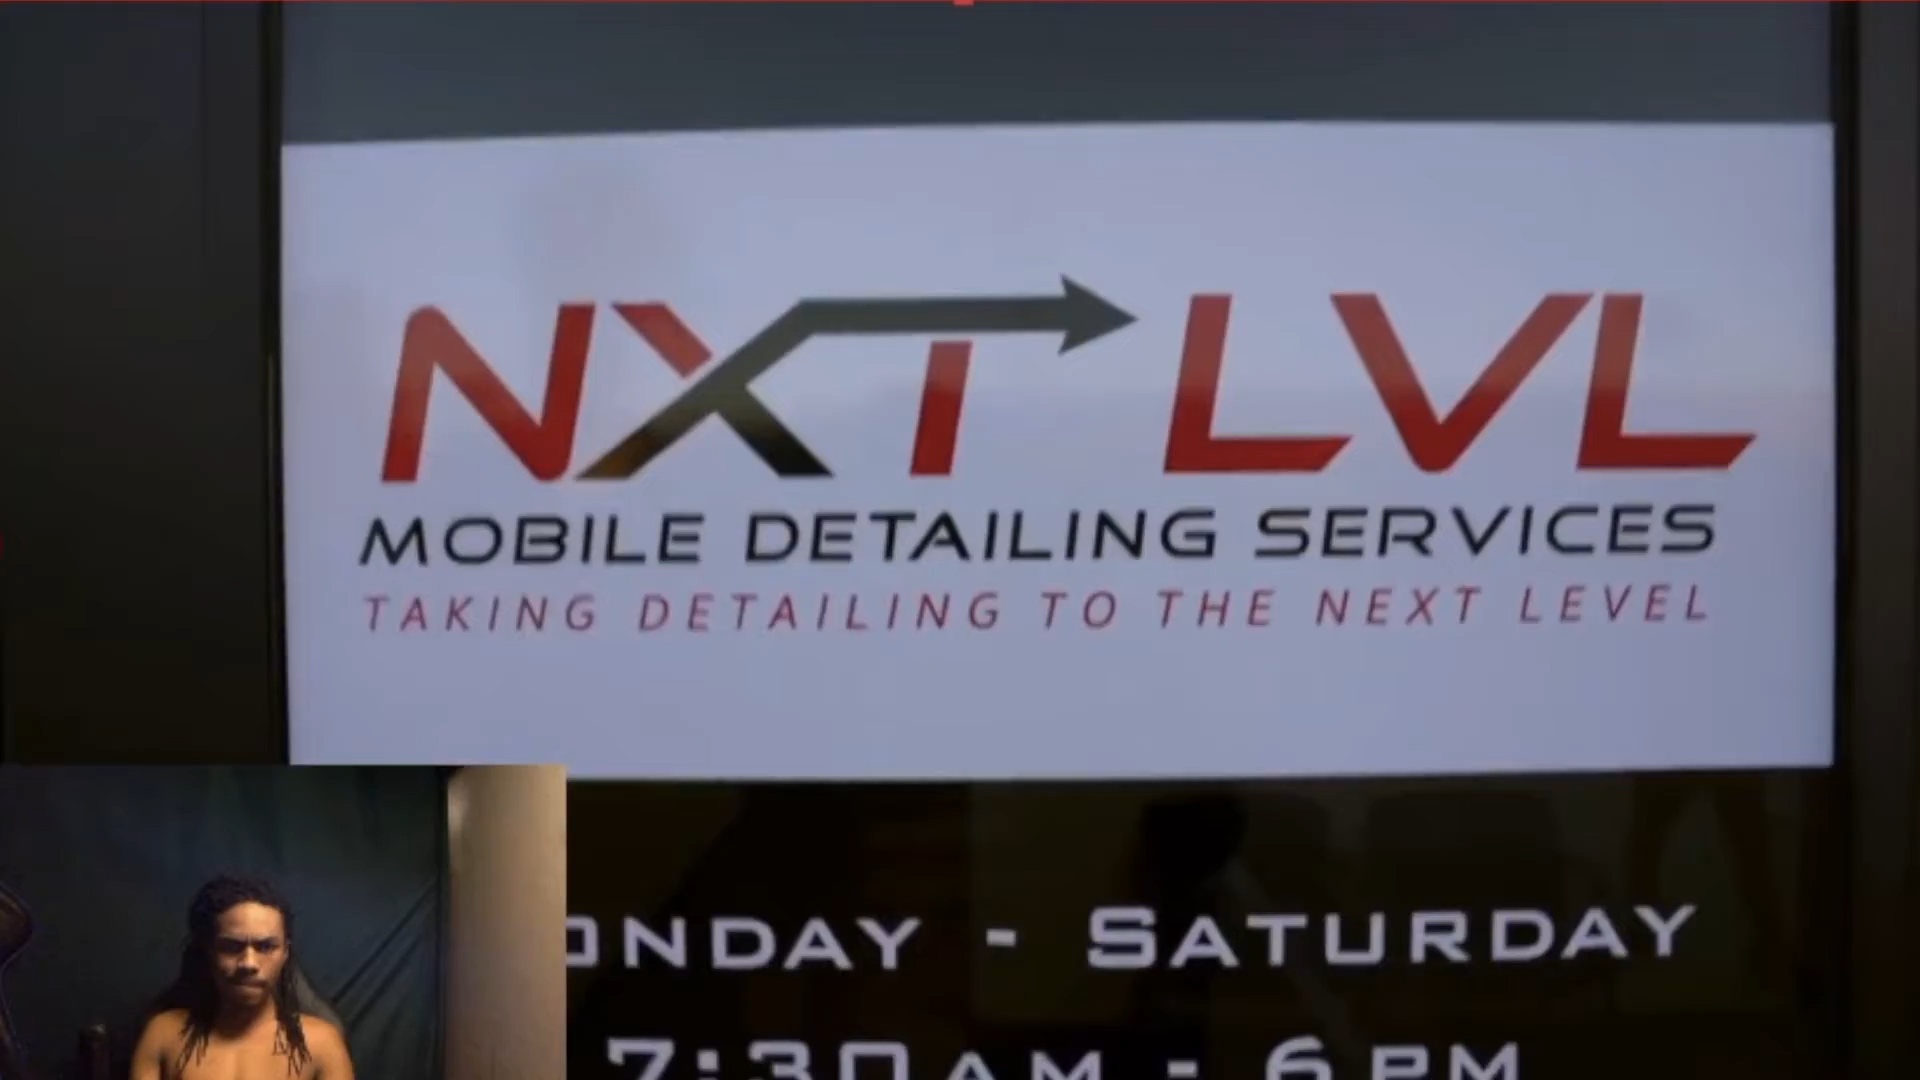 NXT LVL
MOBILE DETAILING SERVICES
TAKING DETAILING TO THE NEXT LEVEL
ONDAY - SATURDAY
7:30AM - 6PM